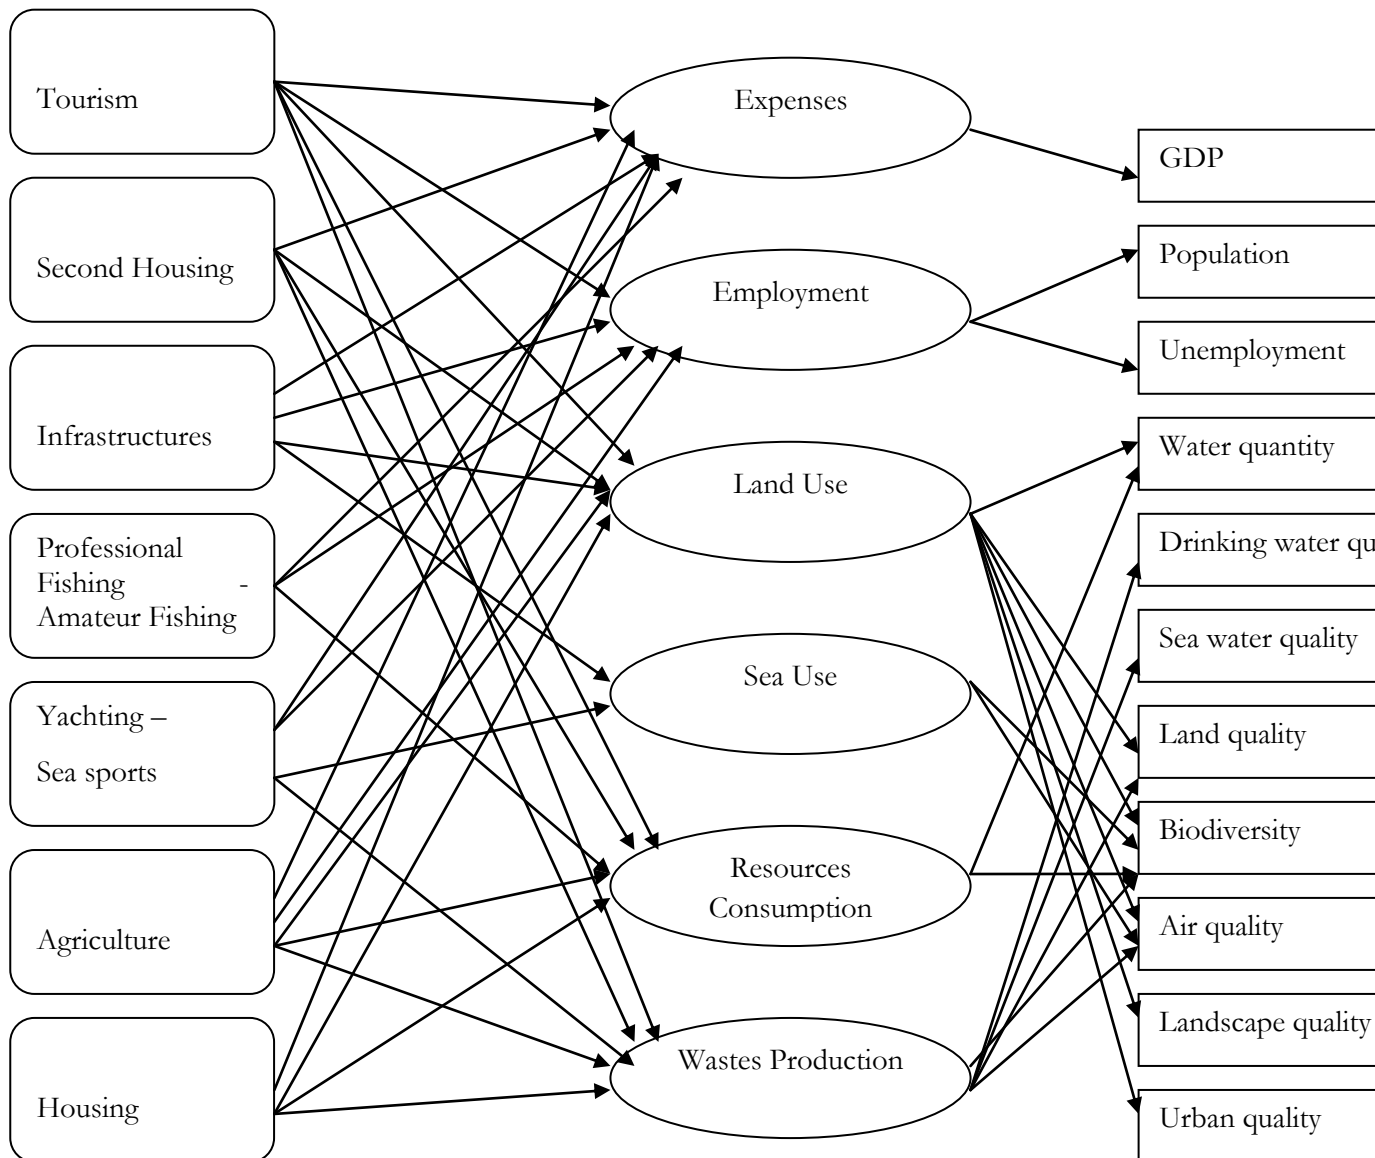 Tourism
Second Housing
Infrastructures
Professional
Fishing -
Amateur Fishing
Yachting –
Sea sports
Agriculture
Housing
Expenses
Employment
Land Use
Sea Use
Resources
Consumption
Wastes Production
GDP
Population
Unemployment
Water quantity
Drinking water
Sea water quality
Land quality
Biodiversity
Air quality
Landscape quality
Urban quality